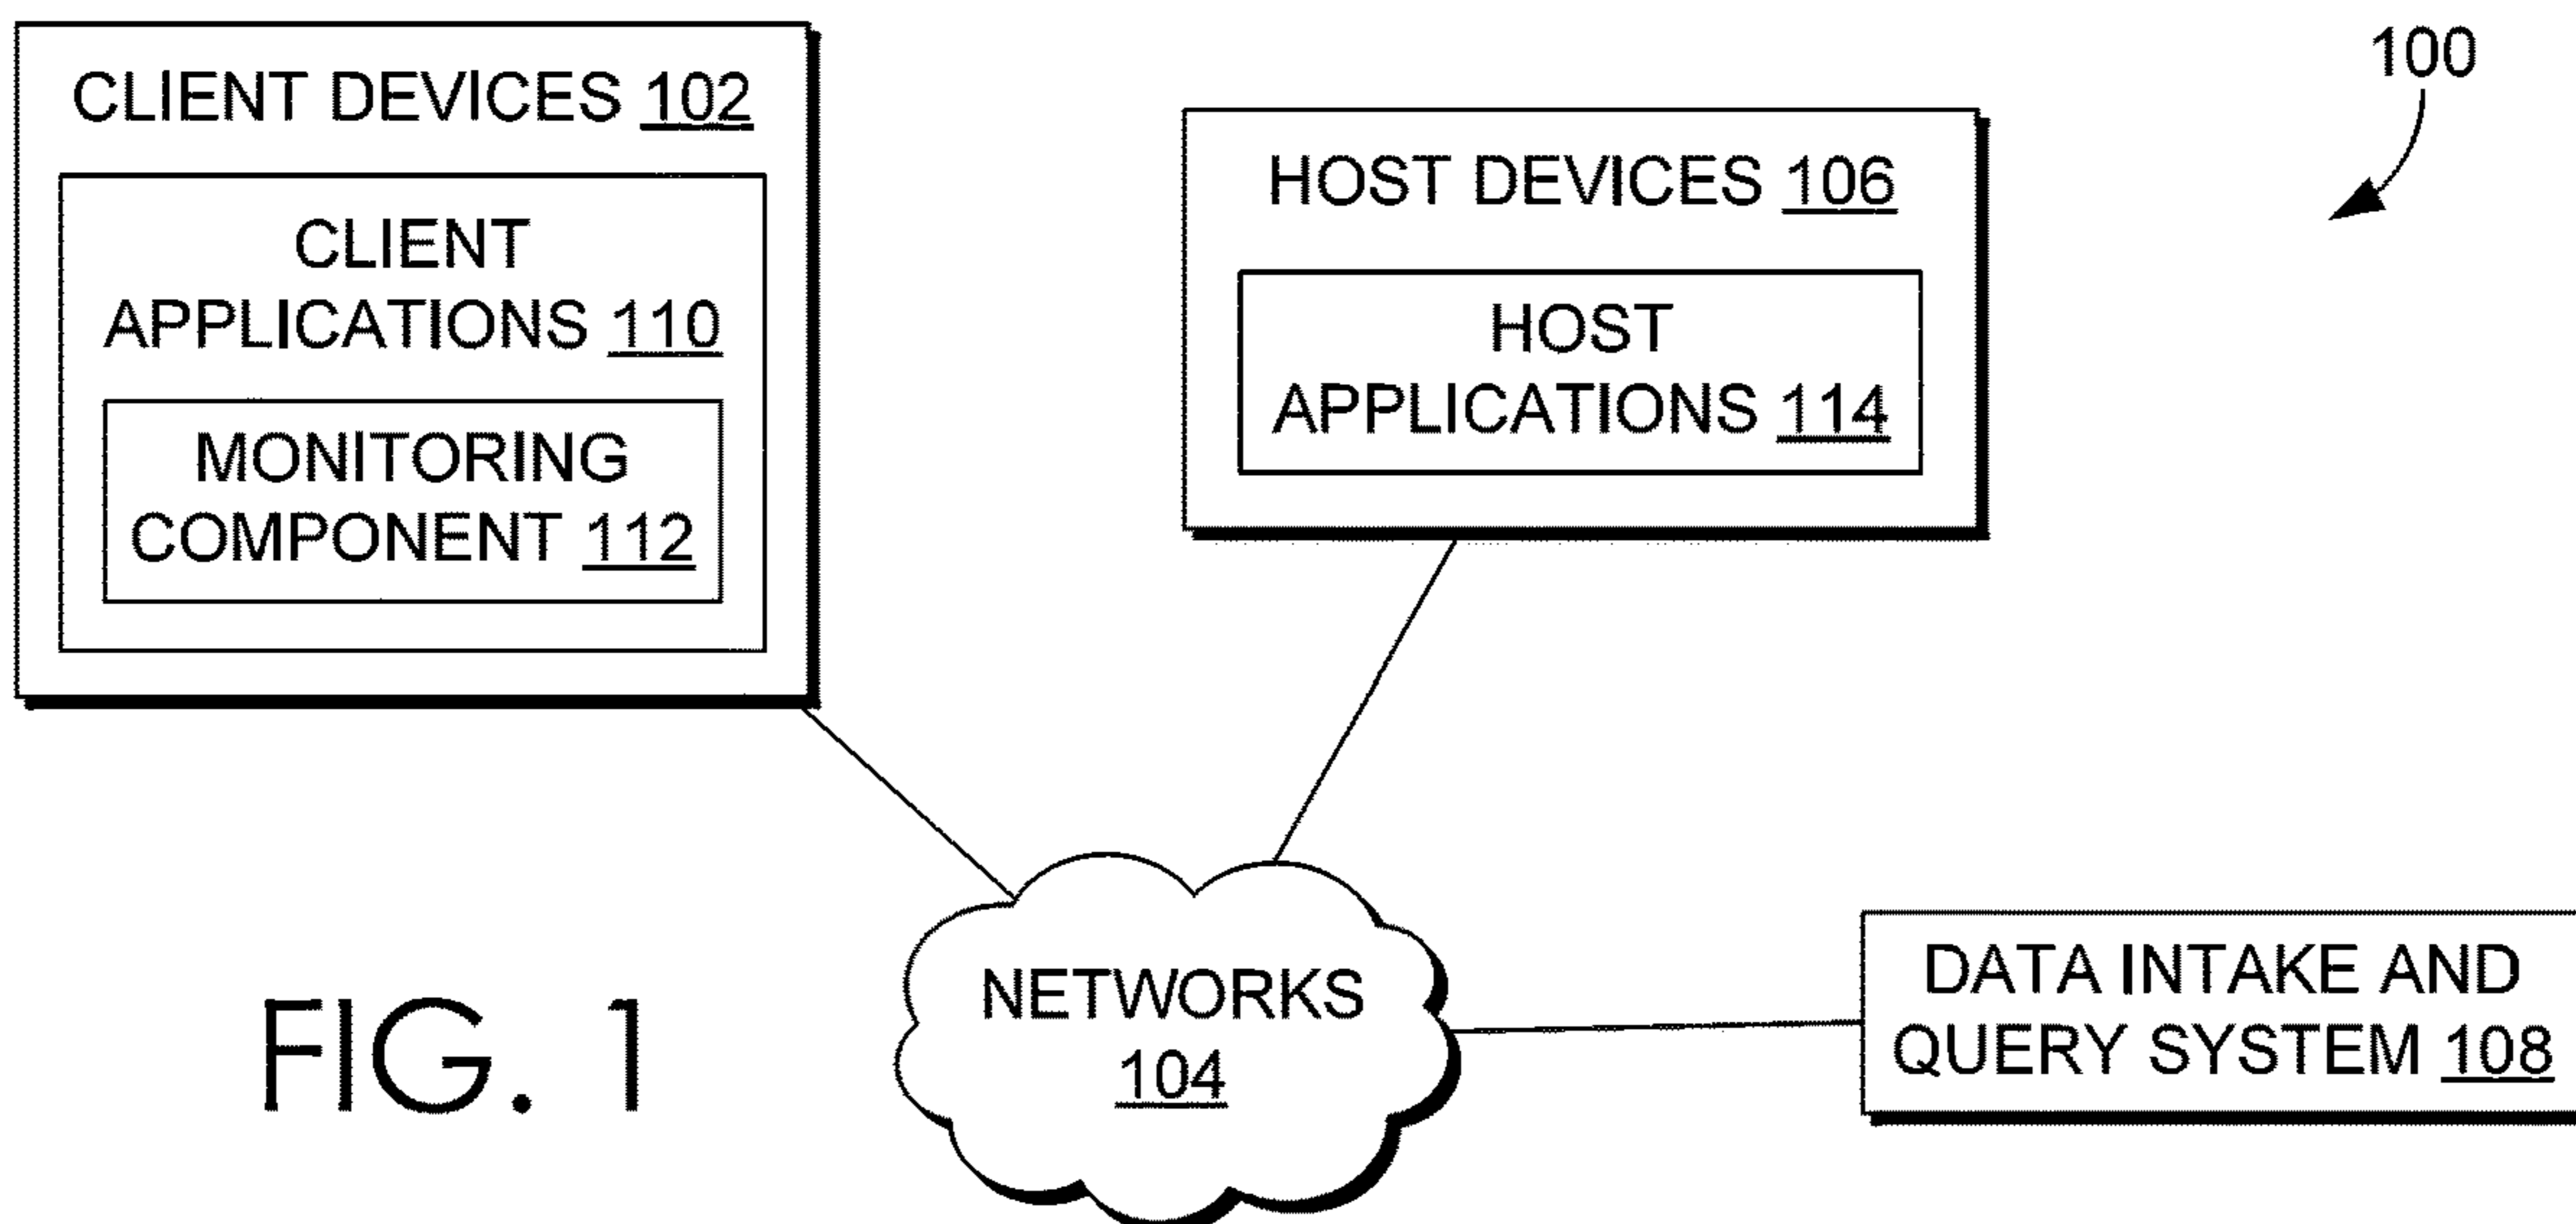 100
CLIENT DEVICES 102
CLIENT
APPLICATIONS 110
MONITORING
COMPONENT 112
HOST DEVICES 106
HOST
APPLICATIONS 114
NETWORKS
104
DATA INTAKE AND
QUERY SYSTEM 108
FIG. 1